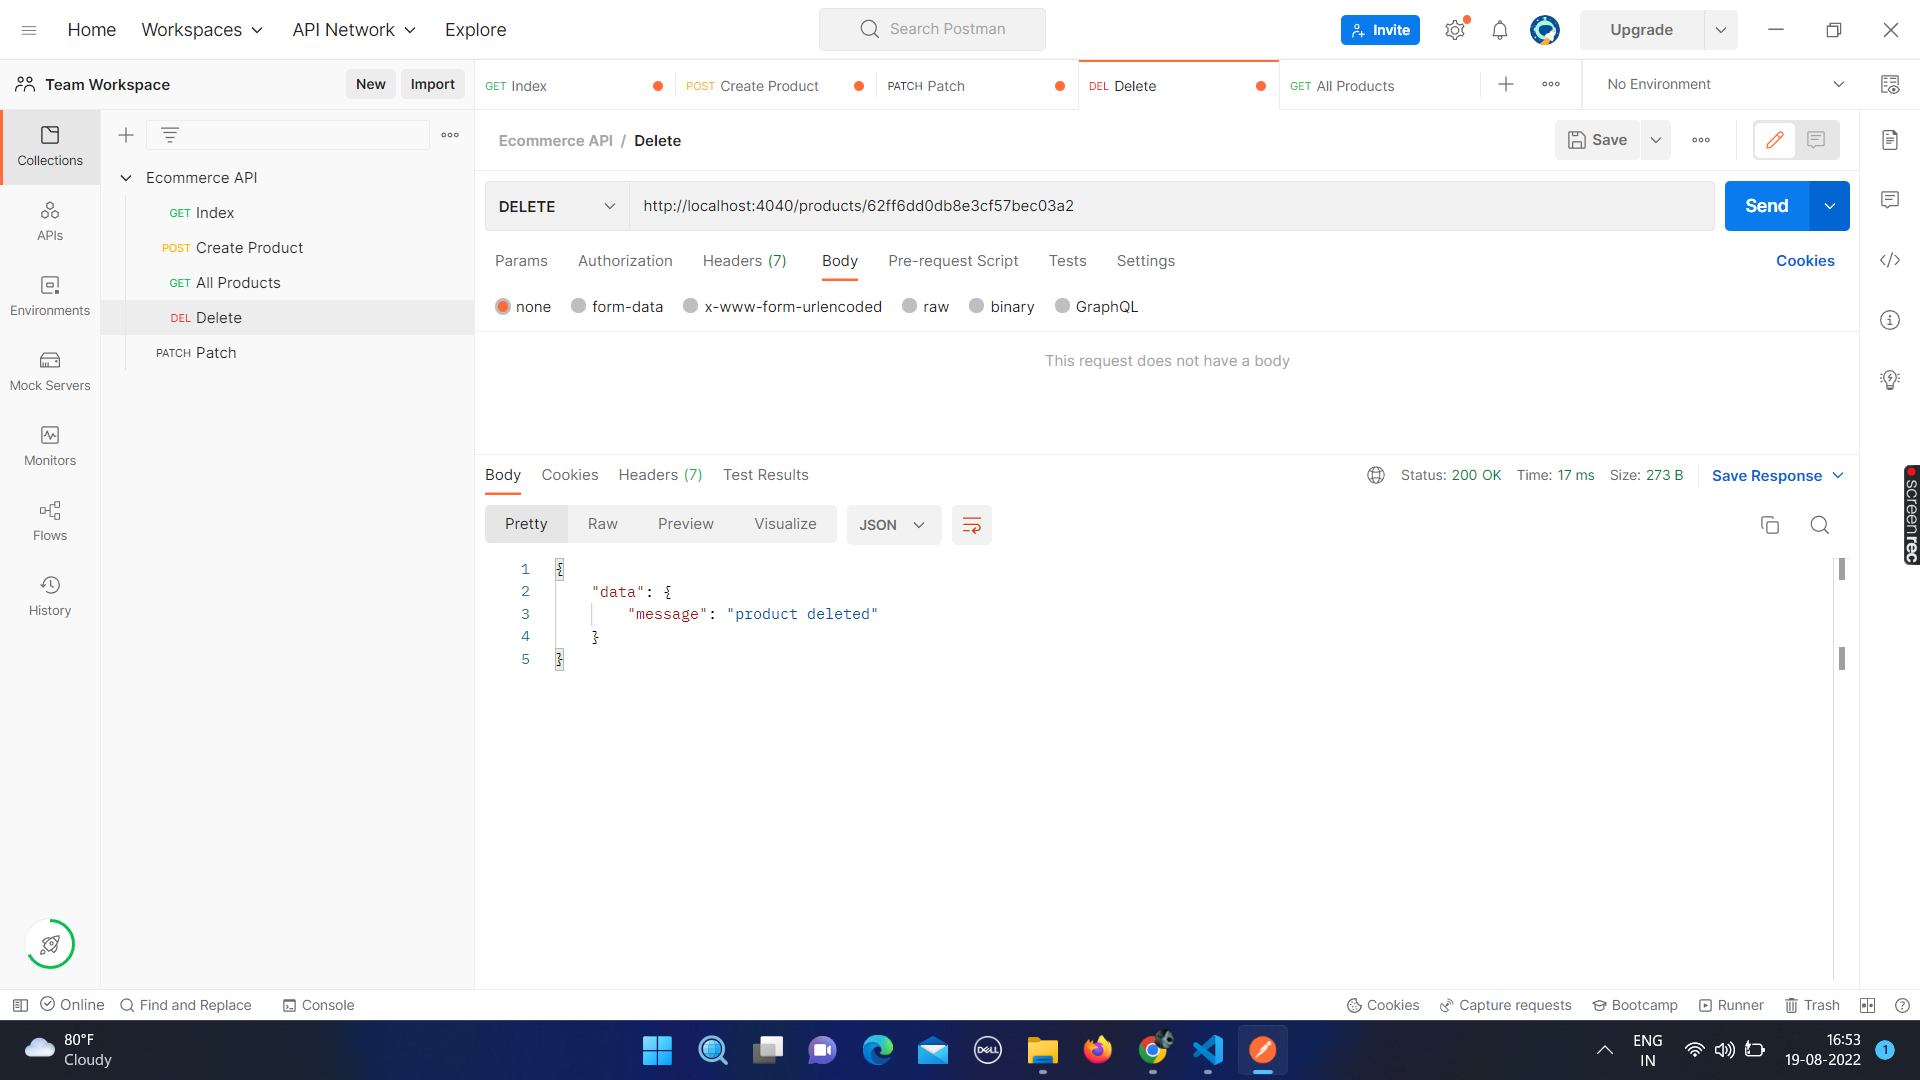 Home Workspaces API Network Explore Search Postman Invite Upgrade
Team Workspace New Import GET Index POST Create Product PATCH Patch DEL Delete GET All Products No Environment
Collections
Ecommerce API / Delete Save
Ecommerce API
GET Index
POST Create Product
GET All Products
DEL Delete
PATCH Patch
APIs
Environments
Mock Servers
Monitors
Flows
History
DELETE http://localhost:4040/products/62ff6dd0db8e3cf57bec03a2 Send
Params Authorization Headers (7) Body Pre-request Script Tests Settings Cookies
none form-data x-www-form-urlencoded raw binary GraphQL
This request does not have a body
Body Cookies Headers (7) Test Results Status: 200 OK Time: 17 ms Size: 273 B Save Response
Pretty Raw Preview Visualize JSON
1 {
2 "data": {
3 "message": "product deleted"
4 }
5 }
screenrec
Online Find and Replace Console Cookies Capture requests Bootcamp Runner Trash
80°F
Cloudy
DELL
ENG
IN
16:53
19-08-2022
1